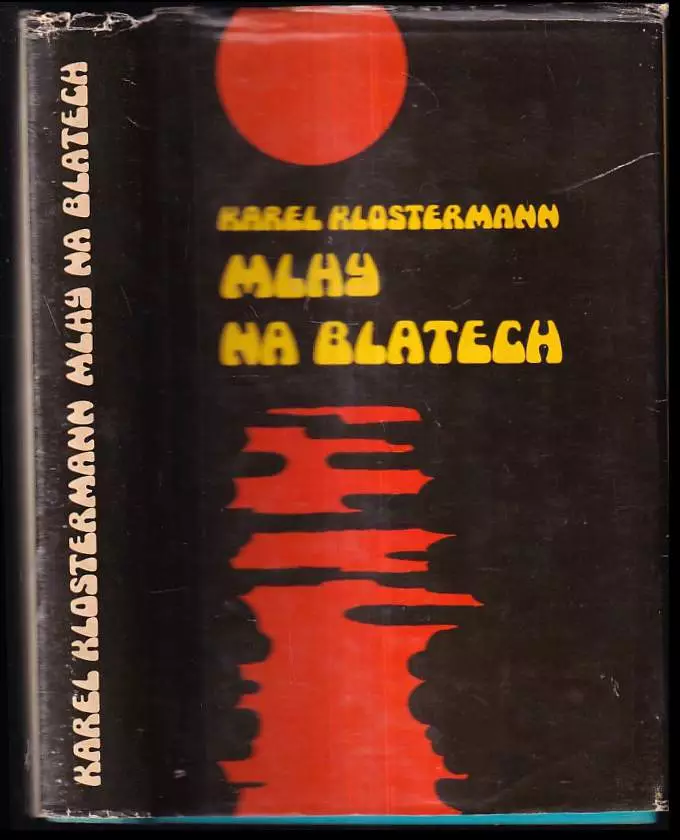 KAREL KLOSTERMANN MLHY NA BLATECH
KAREL KLOSTERMANN
MLHY
NA BLATECH